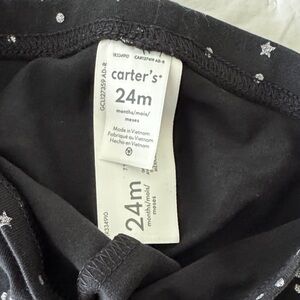 carter's
24m
months/mois/
meses
Made in Vietnam
Fabriqué au Vietnam
Hecho en Vietnam
24m
months/mois/
meses